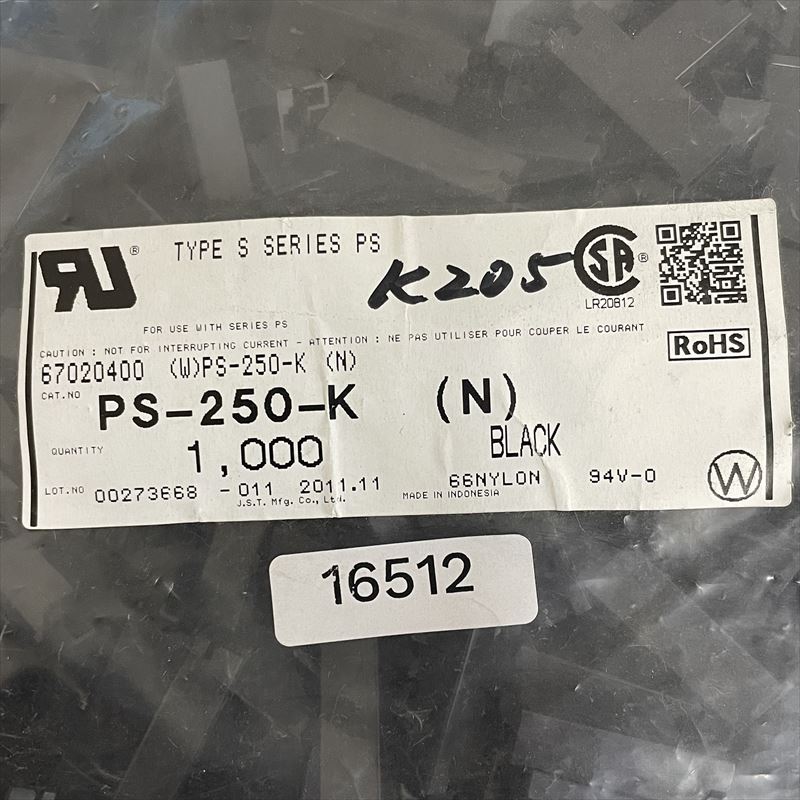 RU ®
TYPE S SERIES PS
K205
SA ®
LR20812
FOR USE WITH SERIES PS
CAUTION : NOT FOR INTERRUPTING CURRENT - ATTENTION : NE PAS UTILISER POUR COUPER LE COURANT
RoHS
67020400 (W)PS-250-K (N)
CAT.NO PS-250-K (N)
QUANTITY 1,000 BLACK
LOT.NO 00273668 -011 2011.11 66NYLON 94V-0 W
J.S.T. Mfg. Co., Ltd. MADE IN INDONESIA
16512